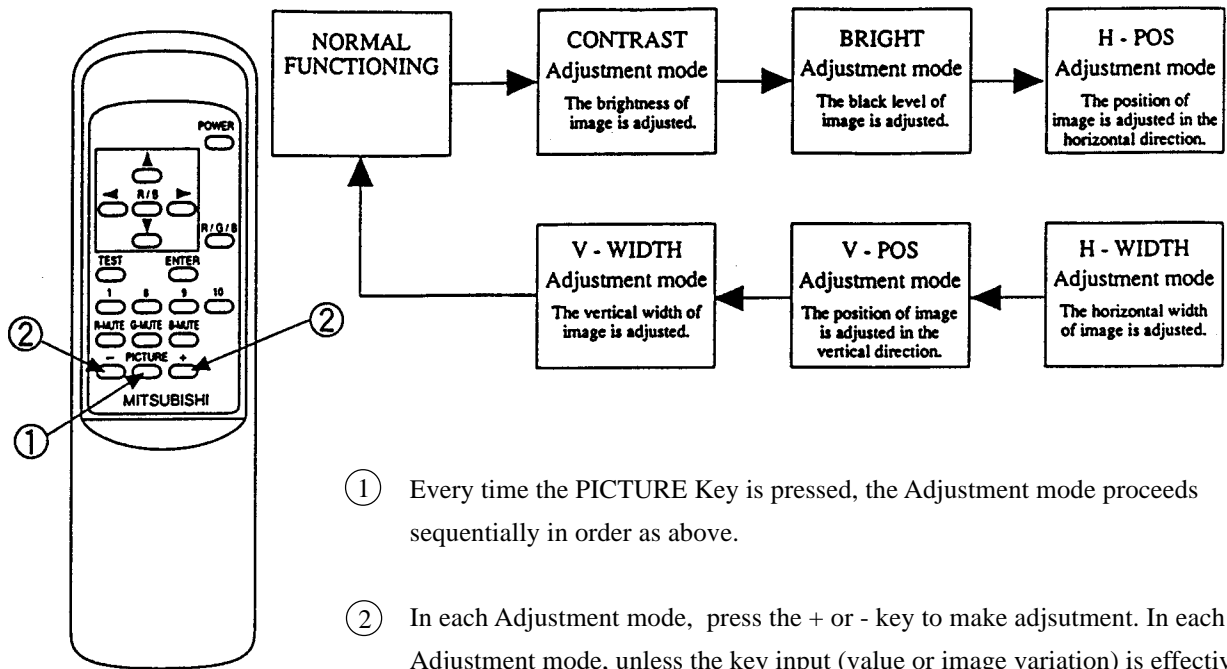 NORMAL
FUNCTIONING
CONTRAST
Adjustment mode
The brightness of
image is adjusted.
BRIGHT
Adjustment mode
The black level of
image is adjusted.
H - POS
Adjustment mode
The position of
image is adjusted in the
horizontal direction.
V - WIDTH
Adjustment mode
The vertical width of
image is adjusted.
V - POS
Adjustment mode
The position of image
is adjusted in the
vertical direction.
H - WIDTH
Adjustment mode
The horizontal width
of image is adjusted.
POWER
R / S
R / G / B
TEST ENTER
1 8 9 10
R-MUTE G-MUTE B-MUTE
② ②
− PICTURE +
MITSUBISHI
①
① Every time the PICTURE Key is pressed, the Adjustment mode proceeds
sequentially in order as above.
② In each Adjustment mode, press the + or - key to make adjsutment. In each
Adjustment mode, unless the key input (value or image variation) is effectiv